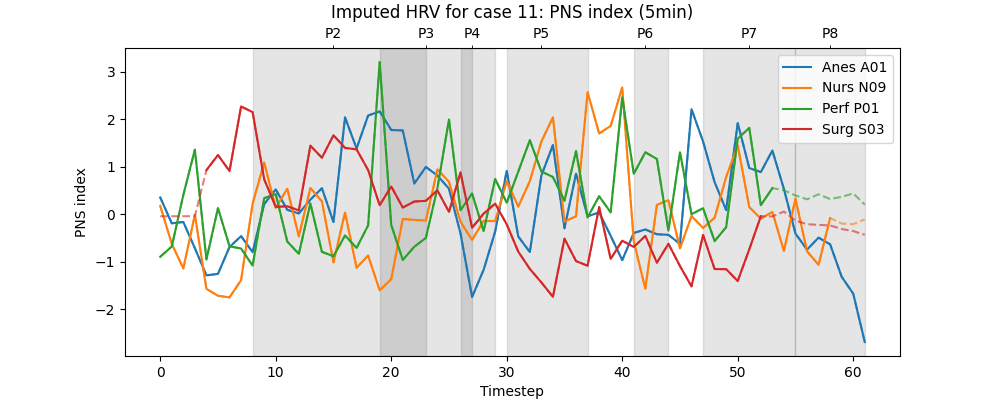 Imputed HRV for case 11: PNS index (5min)
P2 P3 P4 P5 P6 P7 P8
Anes A01
Nurs N09
Perf P01
Surg S03
PNS index
3
2
1
0
−1
−2
0 10 20 30 40 50 60
Timestep